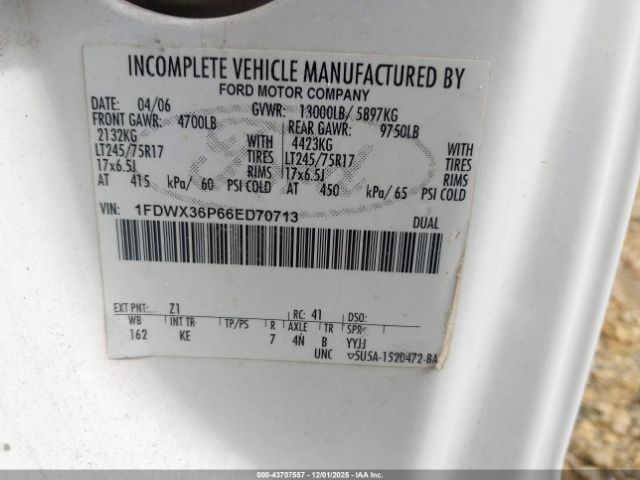 INCOMPLETE VEHICLE MANUFACTURED BY
FORD MOTOR COMPANY
DATE: 04/06 GVWR: 13000LB/ 5897KG
FRONT GAWR: 4700LB REAR GAWR: 9750LB
2132KG WITH 4423KG WITH
LT245/75R17 TIRES LT245/75R17 TIRES
17x6.5J RIMS 17x6.5J RIMS
AT 415 kPa/ 60 PSI COLD AT 450 kPa/ 65 PSI COLD
VIN: 1FDWX36P66ED70713 DUAL
EXT PNT: Z1 RC: 41 DSO:
WB INT TR TP/PS R AXLE TR SPR
162 KE 7 4N B YYJJ
UNC ▽5U5A-1520472-BA
© IAAI - 43707557 - 12/01/2025 - IAAI.COM